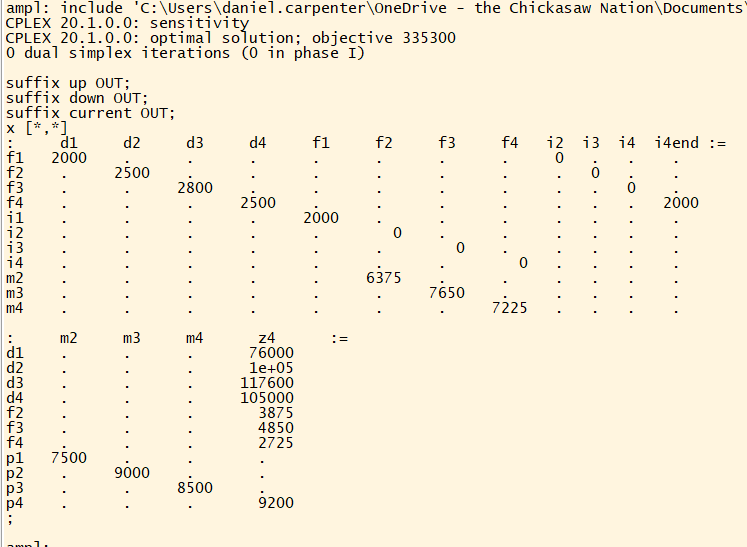 ampl: include 'C:\Users\daniel.carpenter\OneDrive - the Chickasaw Nation\Documents\
CPLEX 20.1.0.0: sensitivity
CPLEX 20.1.0.0: optimal solution; objective 335300
0 dual simplex iterations (0 in phase I)

suffix up OUT;
suffix down OUT;
suffix current OUT;
x [*,*]
:     d1    d2    d3    d4    f1    f2    f3    f4   i2  i3  i4  i4end :=
f1   2000    .     .     .     .     .     .     .    0   .   .    .
f2    .    2500    .     .     .     .     .     .    .   0   .    .
f3    .     .    2800    .     .     .     .     .    .   .   0    .
f4    .     .     .    2500    .     .     .     .    .   .   .   2000
i1    .     .     .     .    2000    .     .     .    .   .   .    .
i2    .     .     .     .     .      0     .     .    .   .   .    .
i3    .     .     .     .     .     .      0     .    .   .   .    .
i4    .     .     .     .     .     .     .      0    .   .   .    .
m2    .     .     .     .     .    6375    .     .    .   .   .    .
m3    .     .     .     .     .     .    7650    .    .   .   .    .
m4    .     .     .     .     .     .     .    7225   .   .   .    .

:     m2    m3    m4     z4      :=
d1    .     .     .     76000
d2    .     .     .     1e+05
d3    .     .     .    117600
d4    .     .     .    105000
f2    .     .     .      3875
f3    .     .     .      4850
f4    .     .     .      2725
p1   7500   .     .      .
p2    .    9000   .      .
p3    .     .    8500    .
p4    .     .     .      9200
;

ampl: